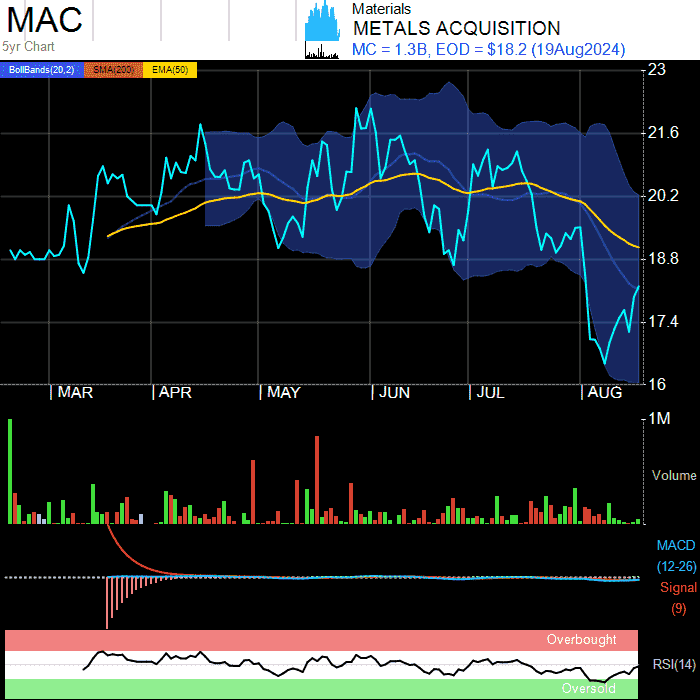 MAC
5yr Chart
Materials
METALS ACQUISITION
MC = 1.3B, EOD = $18.2 (19Aug2024)
BollBands(20,2) SMA(200) EMA(50)
23
21.6
20.2
18.8
17.4
16
MAR APR MAY JUN JUL AUG
1M
Volume
MACD
(12-26)
Signal
(9)
Overbought
RSI(14)
Oversold